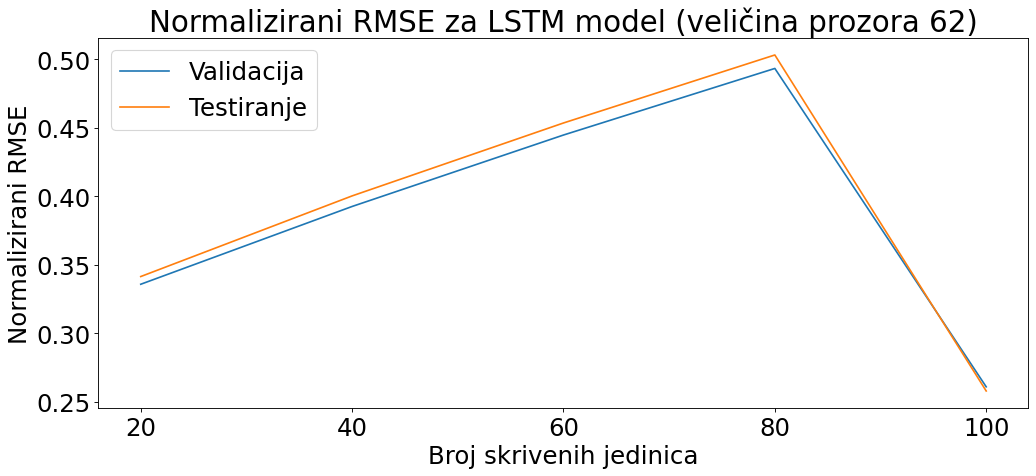 Normalizirani RMSE za LSTM model (veličina prozora 62)
Validacija
Testiranje
Normalizirani RMSE
0.50
0.45
0.40
0.35
0.30
0.25
20 40 60 80 100
Broj skrivenih jedinica